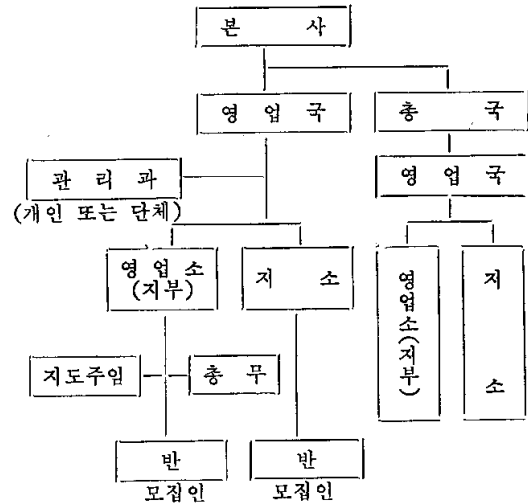 본 사
영 업 국
총 국
관 리 과
(개인 또는 단체)
영 업 국
영 업 소
(지부)
지 소
영업소(지부)
지 소
지도주임
총 무
반
모집인
반
모집인